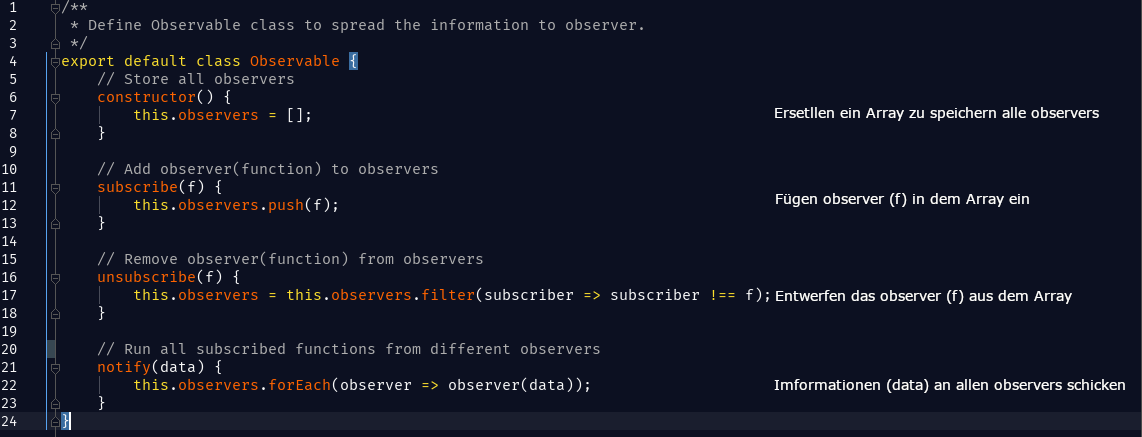 1 /**
2 * Define Observable class to spread the information to observer.
3 */
4 export default class Observable {
5 // Store all observers
6 constructor() {
7 this.observers = []; Ersetllen ein Array zu speichern alle observers
8 }
9
10 // Add observer(function) to observers
11 subscribe(f) {
12 this.observers.push(f); Fügen observer (f) in dem Array ein
13 }
14
15 // Remove observer(function) from observers
16 unsubscribe(f) {
17 this.observers = this.observers.filter(subscriber => subscriber !== f); Entwerfen das observer (f) aus dem Array
18 }
19
20 // Run all subscribed functions from different observers
21 notify(data) {
22 this.observers.forEach(observer => observer(data)); Imformationen (data) an allen observers schicken
23 }
24 }